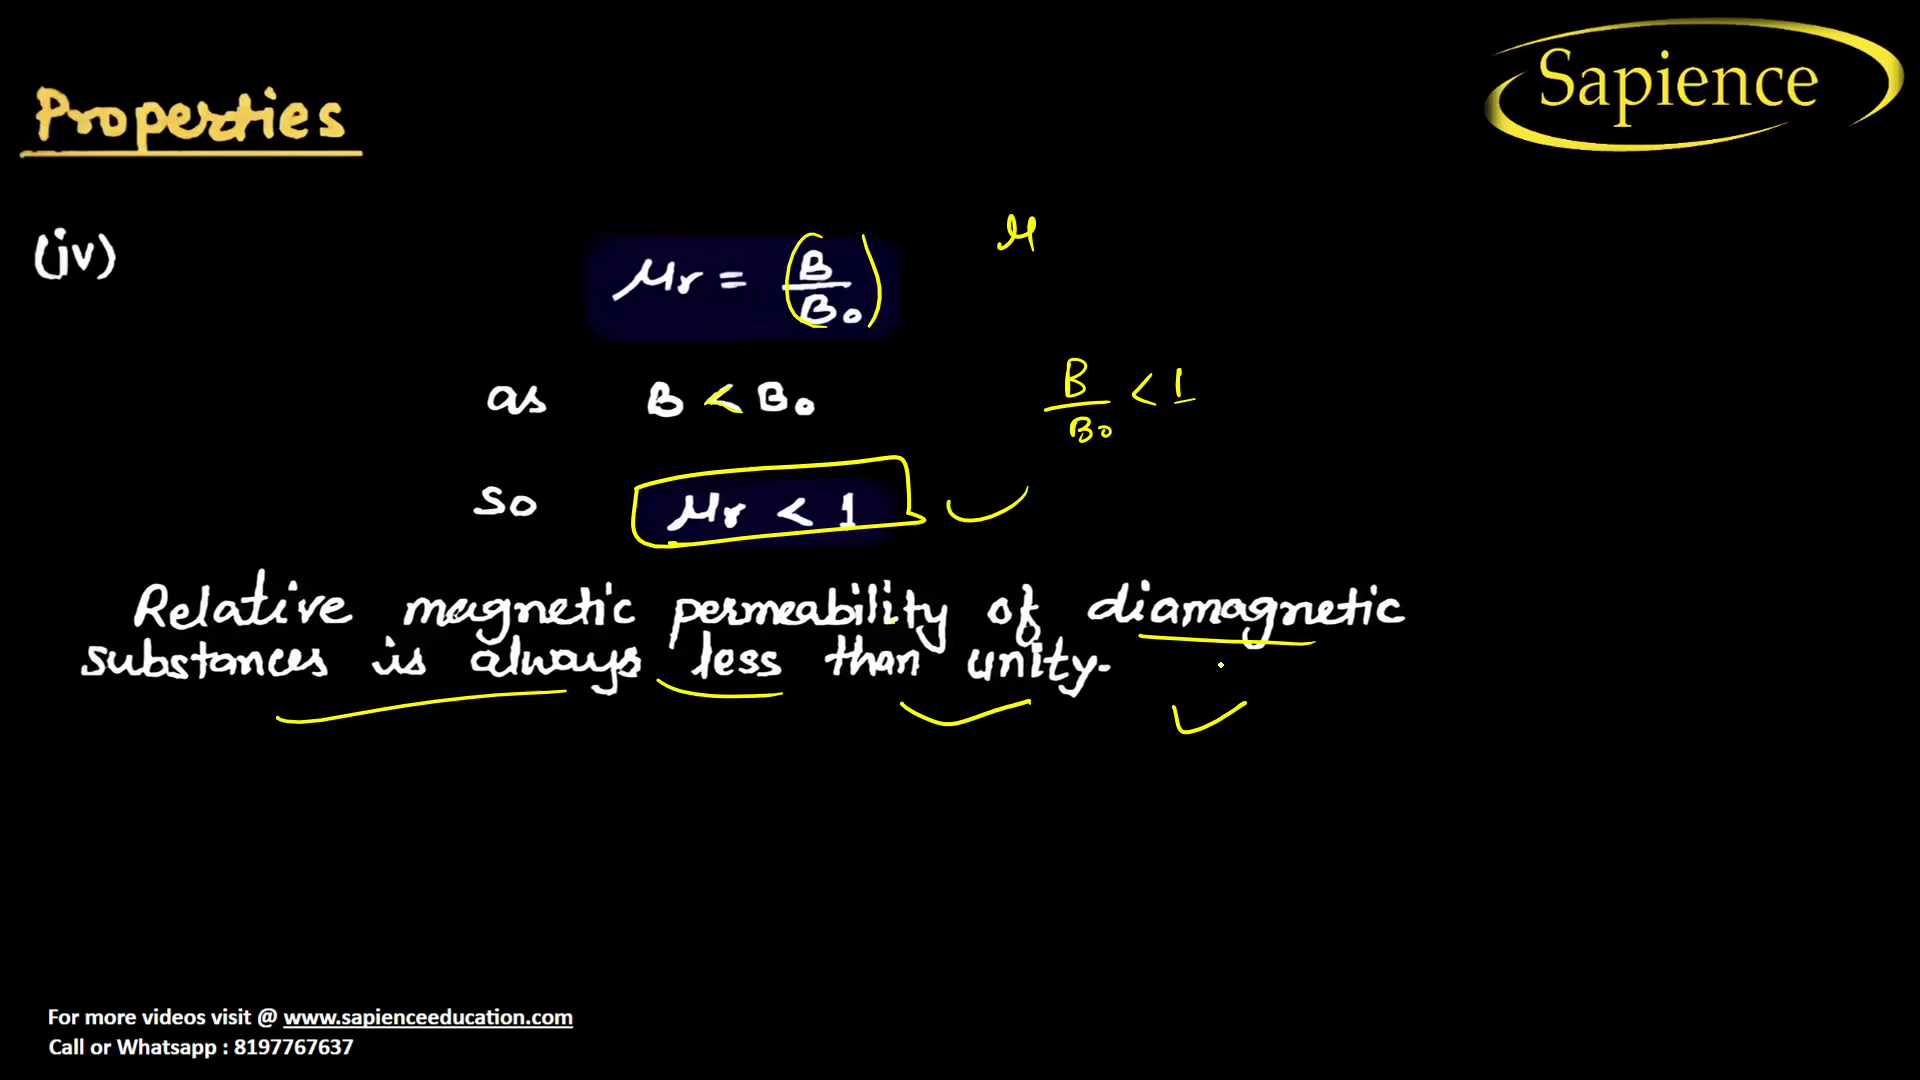 Sapience
Properties
(iv)
μr = (B/B₀)
μ
as B < B₀
B/B₀ < 1
so μr < 1
Relative magnetic permeability of diamagnetic
substances is always less than unity.
For more videos visit @ www.sapienceeducation.com
Call or Whatsapp : 8197767637